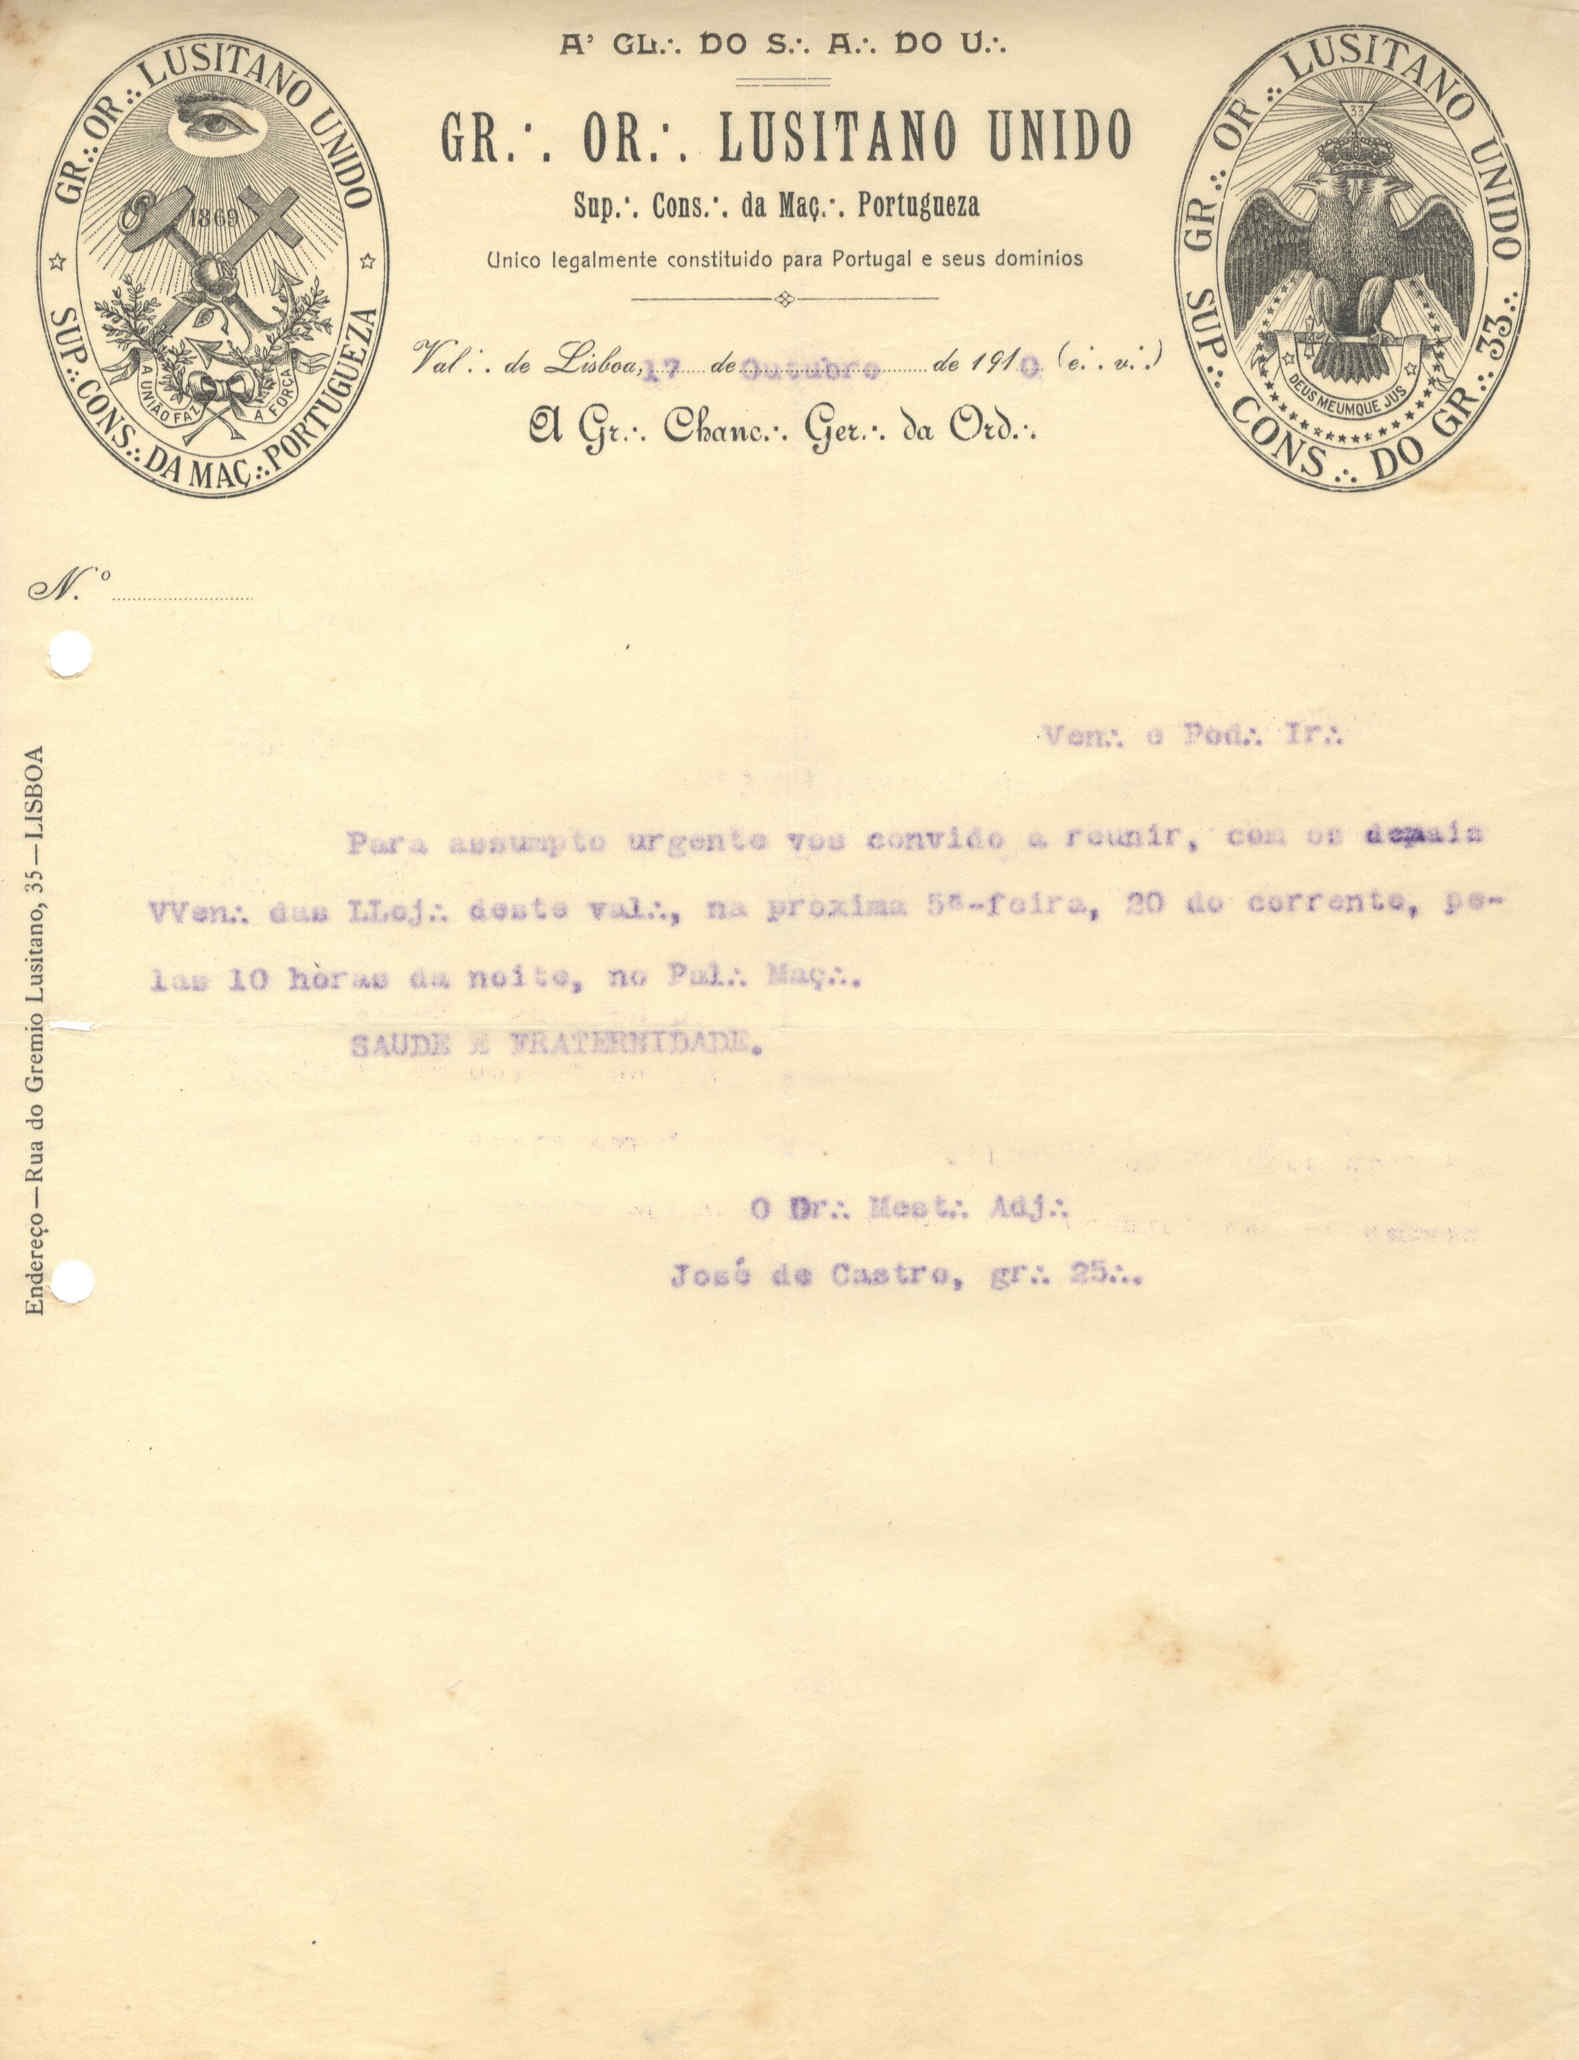 A' GL∴ DO S∴ A∴ DO U∴
GR∴ OR∴ LUSITANO UNIDO
Sup∴ Cons∴ da Maç∴ Portugueza
Unico legalmente constituido para Portugal e seus dominios
Val∴ de Lisboa, 17 de Outubro de 1910 (e∴ v∴)
A Gr∴ Chanc∴ Ger∴ da Ord∴
GR∴ OR∴ LUSITANO UNIDO
SUP∴ CONS∴ DA MAÇ∴ PORTUGUEZA
1869
A UNIÃO FAZ A FORÇA
GR∴ OR∴ LUSITANO UNIDO
SUP∴ CONS∴ DO GR∴ 33∴
33
DEUS MEUMQUE JUS
N.º
Ven∴ e Pod∴ Ir∴
Para assumpto urgente vos convido a reunir, com os demais
VVen∴ das LLoj∴ deste val∴, na proxima 5ª-feira, 20 do corrente, pe-
las 10 hòras da noite, no Pal∴ Maç∴.
SAUDE E FRATERNIDADE.
O Gr∴ Mest∴ Adj∴
José de Castro, gr∴ 25∴.
Endereço—Rua do Gremio Lusitano, 35—LISBOA